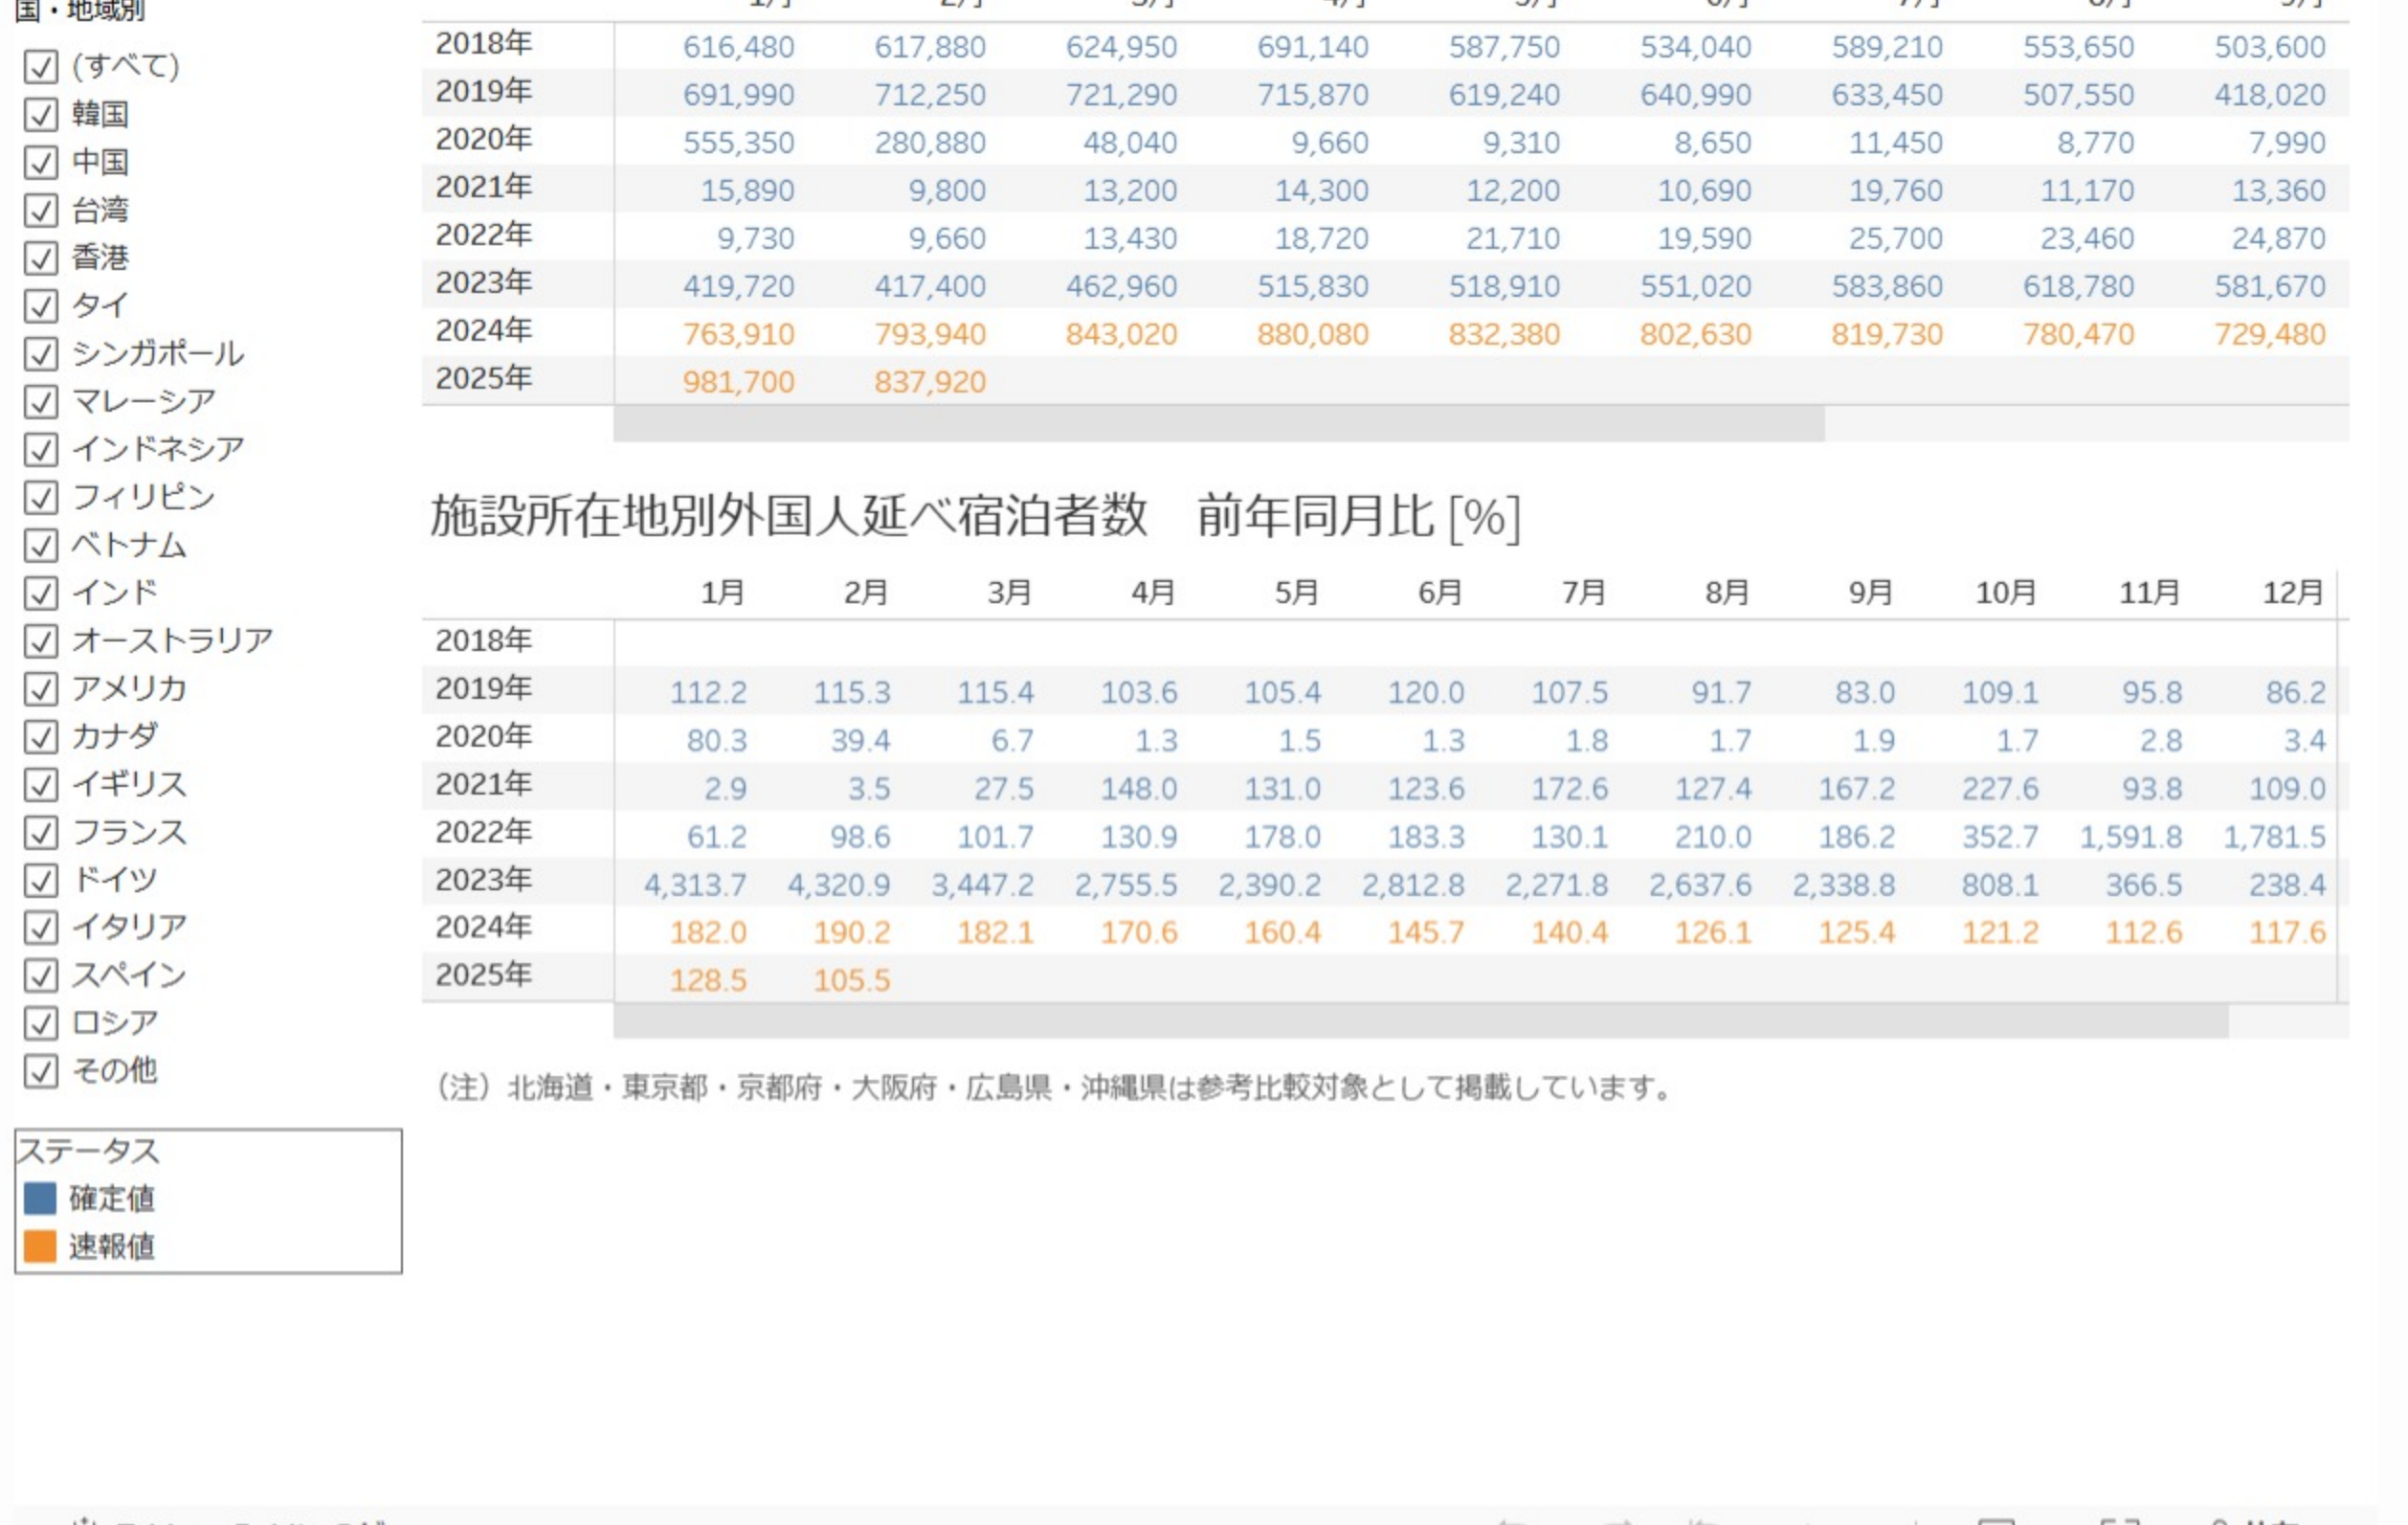 国・地域別
(すべて)
韓国
中国
台湾
香港
タイ
シンガポール
マレーシア
インドネシア
フィリピン
ベトナム
インド
オーストラリア
アメリカ
カナダ
イギリス
フランス
ドイツ
イタリア
スペイン
ロシア
その他
ステータス
確定値
速報値
1月 2月 3月 4月 5月 6月 7月 8月 9月
2018年 616,480 617,880 624,950 691,140 587,750 534,040 589,210 553,650 503,600
2019年 691,990 712,250 721,290 715,870 619,240 640,990 633,450 507,550 418,020
2020年 555,350 280,880 48,040 9,660 9,310 8,650 11,450 8,770 7,990
2021年 15,890 9,800 13,200 14,300 12,200 10,690 19,760 11,170 13,360
2022年 9,730 9,660 13,430 18,720 21,710 19,590 25,700 23,460 24,870
2023年 419,720 417,400 462,960 515,830 518,910 551,020 583,860 618,780 581,670
2024年 763,910 793,940 843,020 880,080 832,380 802,630 819,730 780,470 729,480
2025年 981,700 837,920
施設所在地別外国人延べ宿泊者数　前年同月比 [%]
1月 2月 3月 4月 5月 6月 7月 8月 9月 10月 11月 12月
2018年
2019年 112.2 115.3 115.4 103.6 105.4 120.0 107.5 91.7 83.0 109.1 95.8 86.2
2020年 80.3 39.4 6.7 1.3 1.5 1.3 1.8 1.7 1.9 1.7 2.8 3.4
2021年 2.9 3.5 27.5 148.0 131.0 123.6 172.6 127.4 167.2 227.6 93.8 109.0
2022年 61.2 98.6 101.7 130.9 178.0 183.3 130.1 210.0 186.2 352.7 1,591.8 1,781.5
2023年 4,313.7 4,320.9 3,447.2 2,755.5 2,390.2 2,812.8 2,271.8 2,637.6 2,338.8 808.1 366.5 238.4
2024年 182.0 190.2 182.1 170.6 160.4 145.7 140.4 126.1 125.4 121.2 112.6 117.6
2025年 128.5 105.5
（注）北海道・東京都・京都府・大阪府・広島県・沖縄県は参考比較対象として掲載しています。